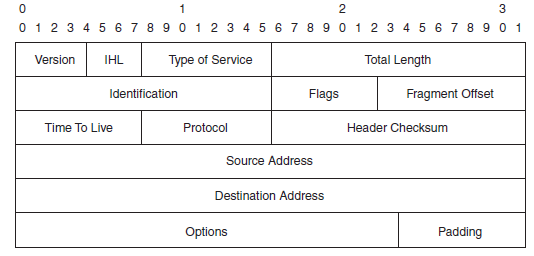 0 1 2 3
0 1 2 3 4 5 6 7 8 9 0 1 2 3 4 5 6 7 8 9 0 1 2 3 4 5 6 7 8 9 0 1
Version IHL Type of Service Total Length
Identification Flags Fragment Offset
Time To Live Protocol Header Checksum
Source Address
Destination Address
Options Padding